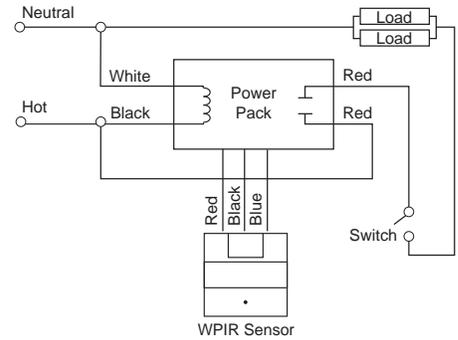 Neutral
Load
Load
White
Red
Power
Pack
Hot
Black
Red
Red
Black
Blue
Switch
WPIR Sensor